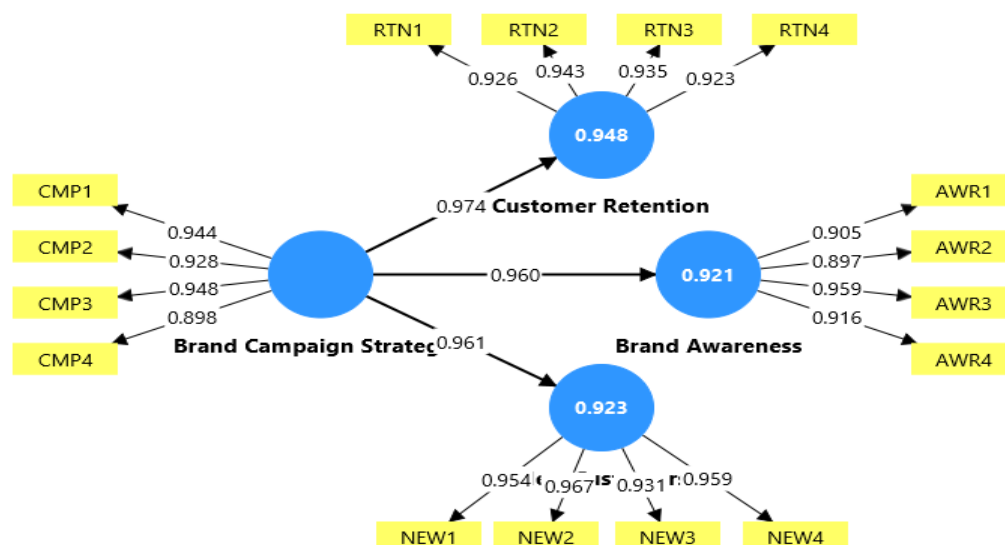 RTN1 RTN2 RTN3 RTN4
0.926 0.943 0.935 0.923
0.948
0.974 Customer Retention
CMP1
CMP2
CMP3
CMP4
0.944
0.928
0.948
0.898
Brand Campaign
0.961
0.960
0.921
Brand Awareness
0.905
0.897
0.959
0.916
AWR1
AWR2
AWR3
AWR4
0.923
0.954 0.967 0.931 0.959
NEW1 NEW2 NEW3 NEW4